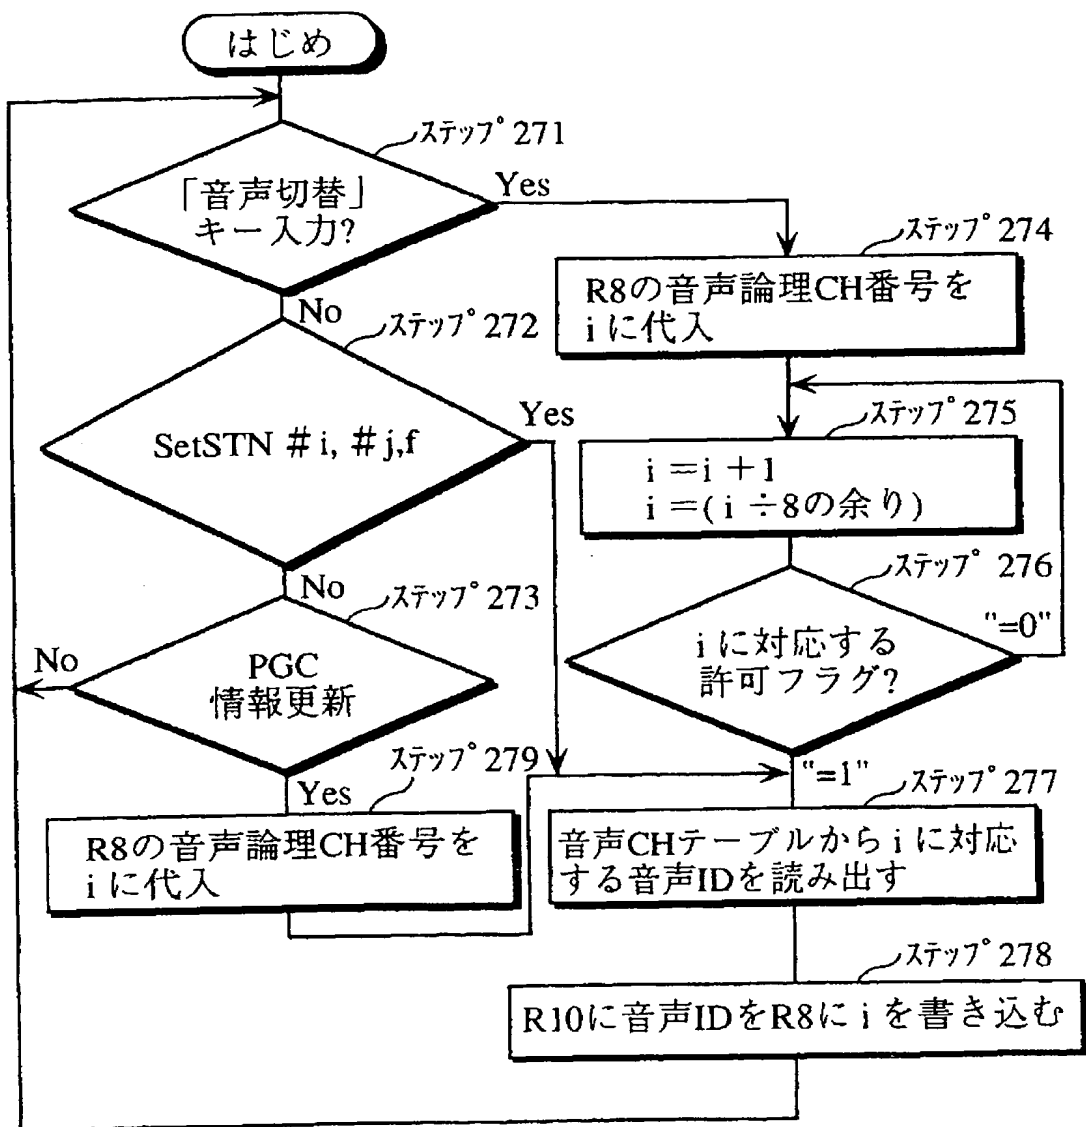 はじめ
ステップ271
「音声切替」
キー入力?
Yes
No
ステップ272
SetSTN #i, #j,f
Yes
No
ステップ273
PGC
情報更新
No
Yes
ステップ279
R8の音声論理CH番号を
iに代入
ステップ274
R8の音声論理CH番号を
iに代入
ステップ275
i=i+1
i=(i÷8の余り)
ステップ276
iに対応する
許可フラグ?
"=0"
"=1"
ステップ277
音声CHテーブルからiに対応
する音声IDを読み出す
ステップ278
R10に音声IDをR8にiを書き込む